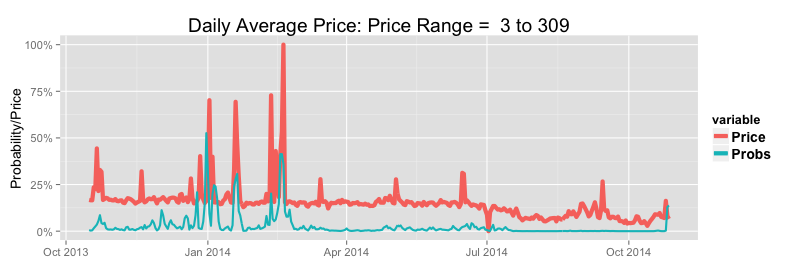 Daily Average Price: Price Range =  3 to 309
Probability/Price
100%
75%
50%
25%
0%
Oct 2013
Jan 2014
Apr 2014
Jul 2014
Oct 2014
variable
Price
Probs